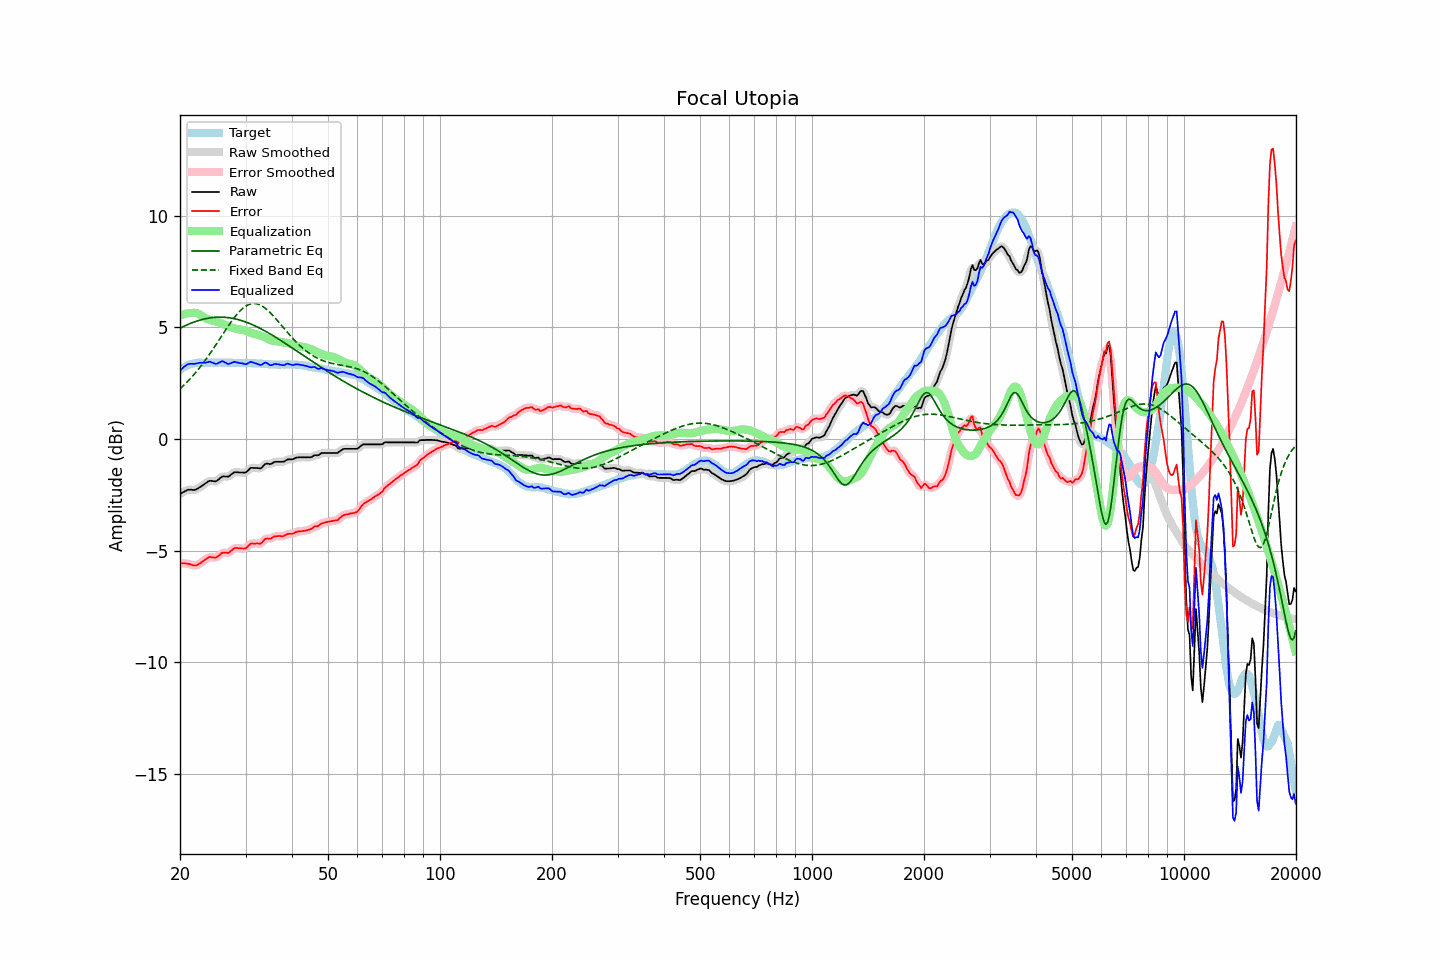 Focal Utopia
Target
Raw Smoothed
Error Smoothed
Raw
Error
Equalization
Parametric Eq
Fixed Band Eq
Equalized
10
5
0
−5
−10
−15
Amplitude (dBr)
20
50
100
200
500
1000
2000
5000
10000
20000
Frequency (Hz)